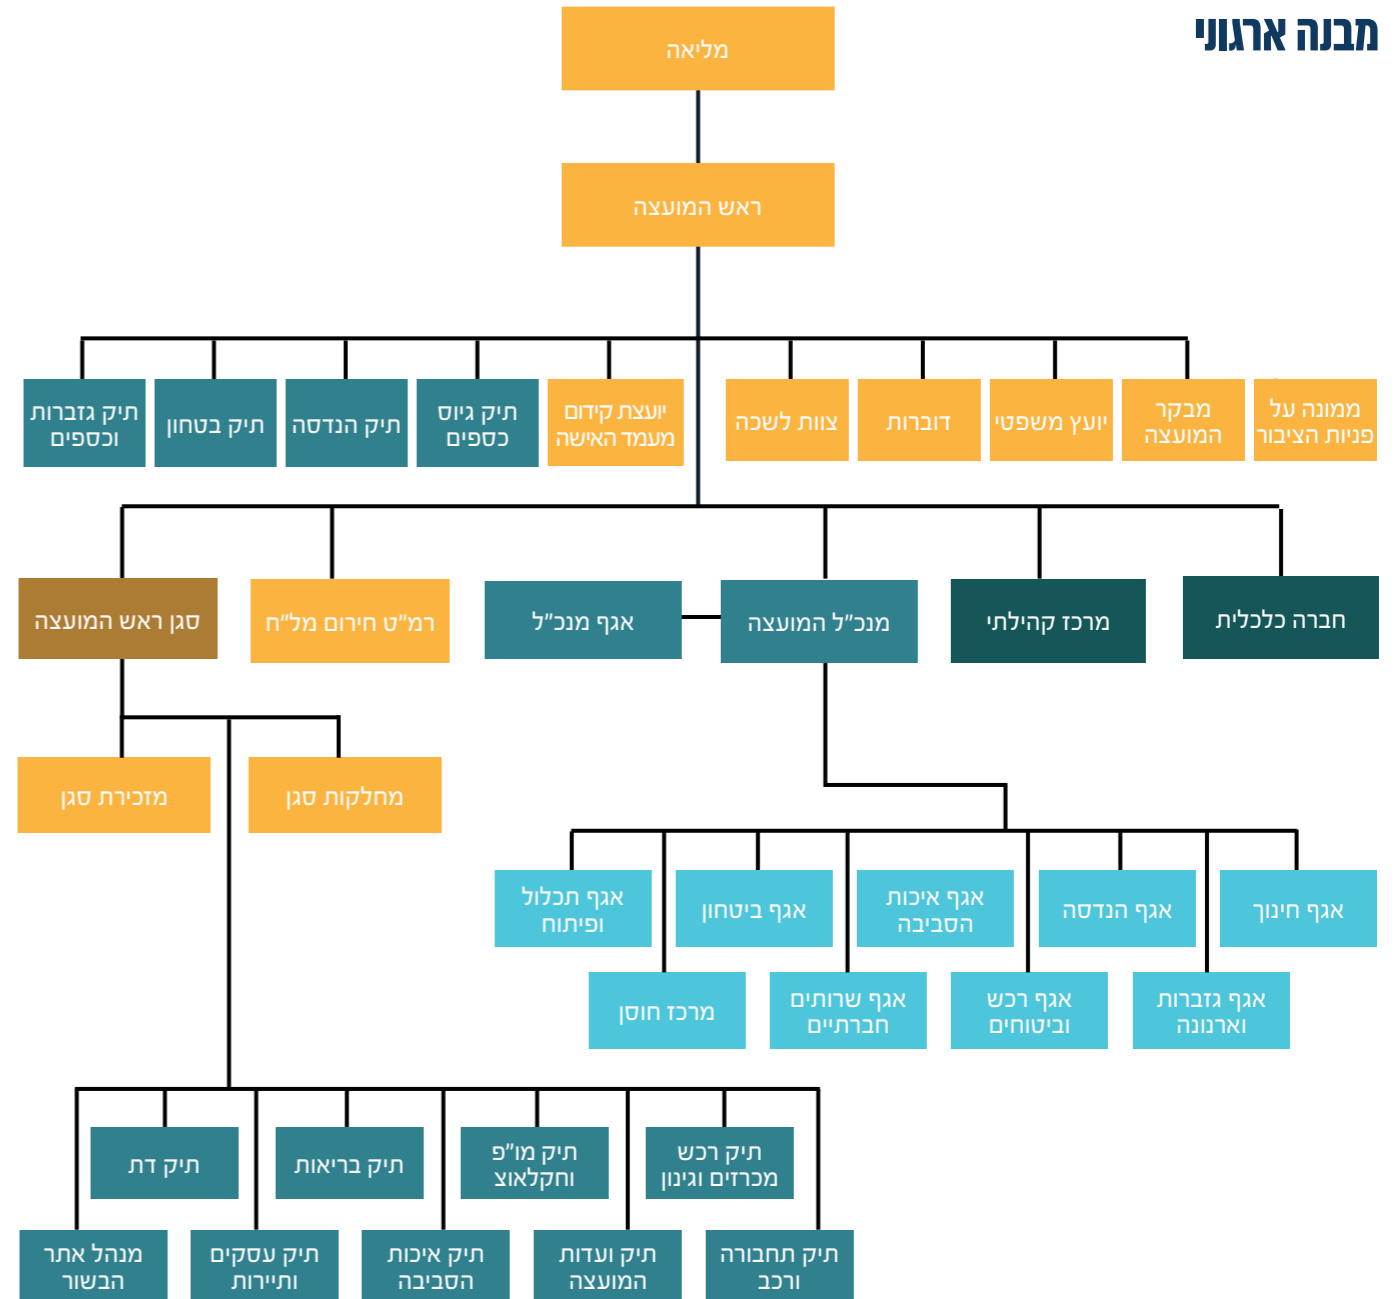 מבנה ארגוני
מליאה
ראש המועצה
ממונה על
פניות הציבור
מבקר
המועצה
יועץ משפטי
דוברות
צוות לשכה
יועצת קידום
מעמד האישה
תיק גיוס
כספים
תיק הנדסה
תיק בטחון
תיק גזברות
וכספים
חברה כלכלית
מרכז קהילתי
מנכ״ל המועצה
אגף מנכ״ל
רמ״ט חירום מל״ח
סגן ראש המועצה
מחלקות סגן
מזכירת סגן
אגף חינוך
אגף הנדסה
אגף איכות
הסביבה
אגף ביטחון
אגף תכלול
ופיתוח
אגף גזברות
וארנונה
אגף רכש
וביטוחים
אגף שרותים
חברתיים
מרכז חוסן
תיק רכש
מכרזים וגינון
תיק מו״פ
וחקלאוצ
תיק בריאות
תיק דת
תיק תחבורה
ורכב
תיק ועדות
המועצה
תיק איכות
הסביבה
תיק עסקים
ותיירות
מנהל אתר
הבשור